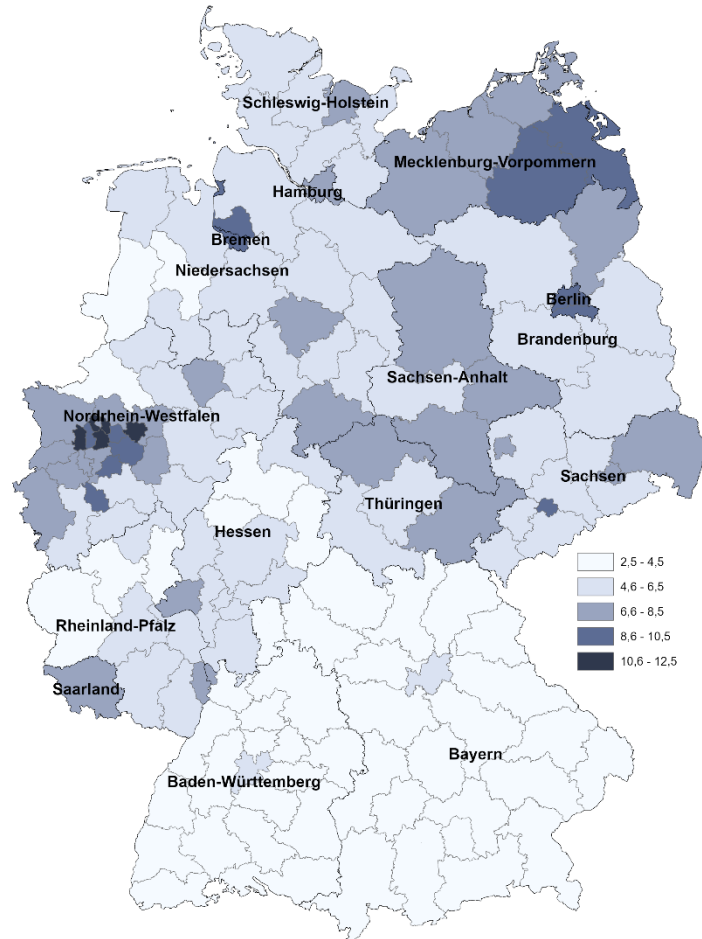 Schleswig-Holstein
Mecklenburg-Vorpommern
Hamburg
Bremen
Niedersachsen
Berlin
Brandenburg
Sachsen-Anhalt
Nordrhein-Westfalen
Sachsen
Thüringen
Hessen
2,5 - 4,5
4,6 - 6,5
6,6 - 8,5
8,6 - 10,5
10,6 - 12,5
Rheinland-Pfalz
Saarland
Bayern
Baden-Württemberg